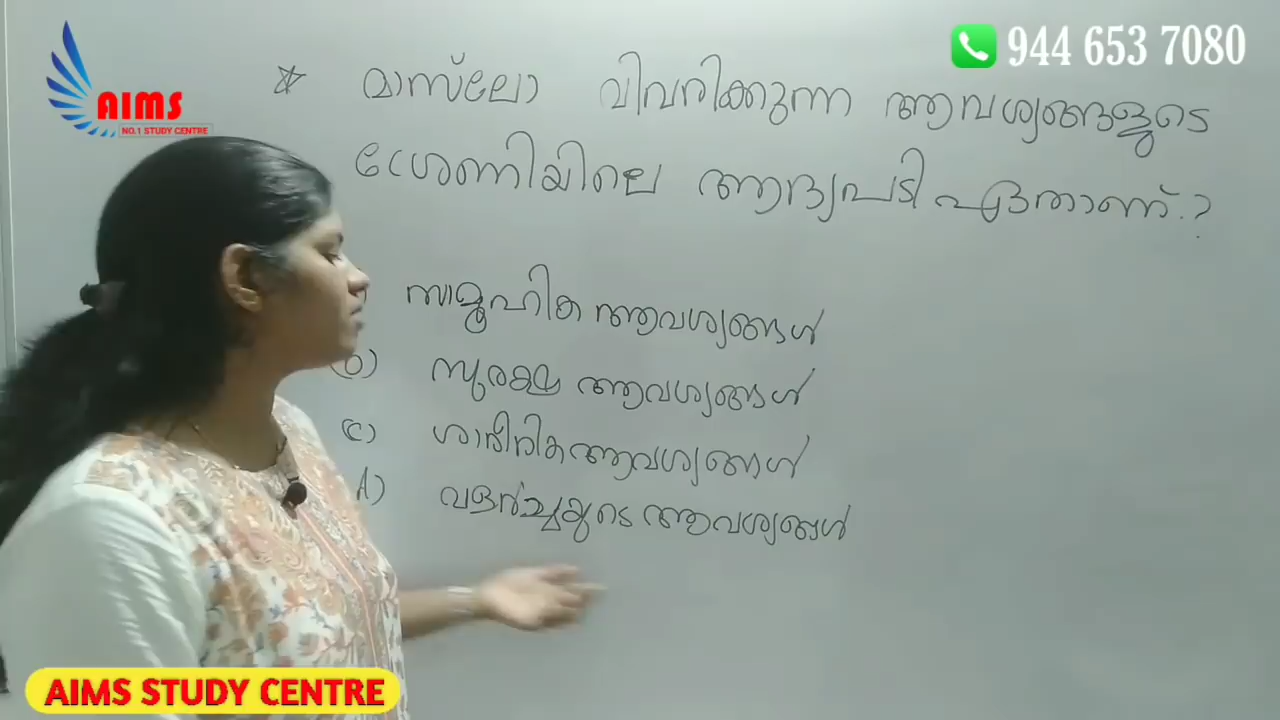 AIMS
NO.1 STUDY CENTRE
944 653 7080
* മാസ്ലോ വിവരിക്കുന്ന ആവശ്യങ്ങളുടെ
ശ്രേണിയിലെ ആദ്യപടി ഏതാണ്.?
സാമൂഹിക ആവശ്യങ്ങൾ
b) സുരക്ഷ ആവശ്യങ്ങൾ
c) ശാരീരിക ആവശ്യങ്ങൾ
d) വളർച്ചയുടെ ആവശ്യങ്ങൾ
AIMS STUDY CENTRE